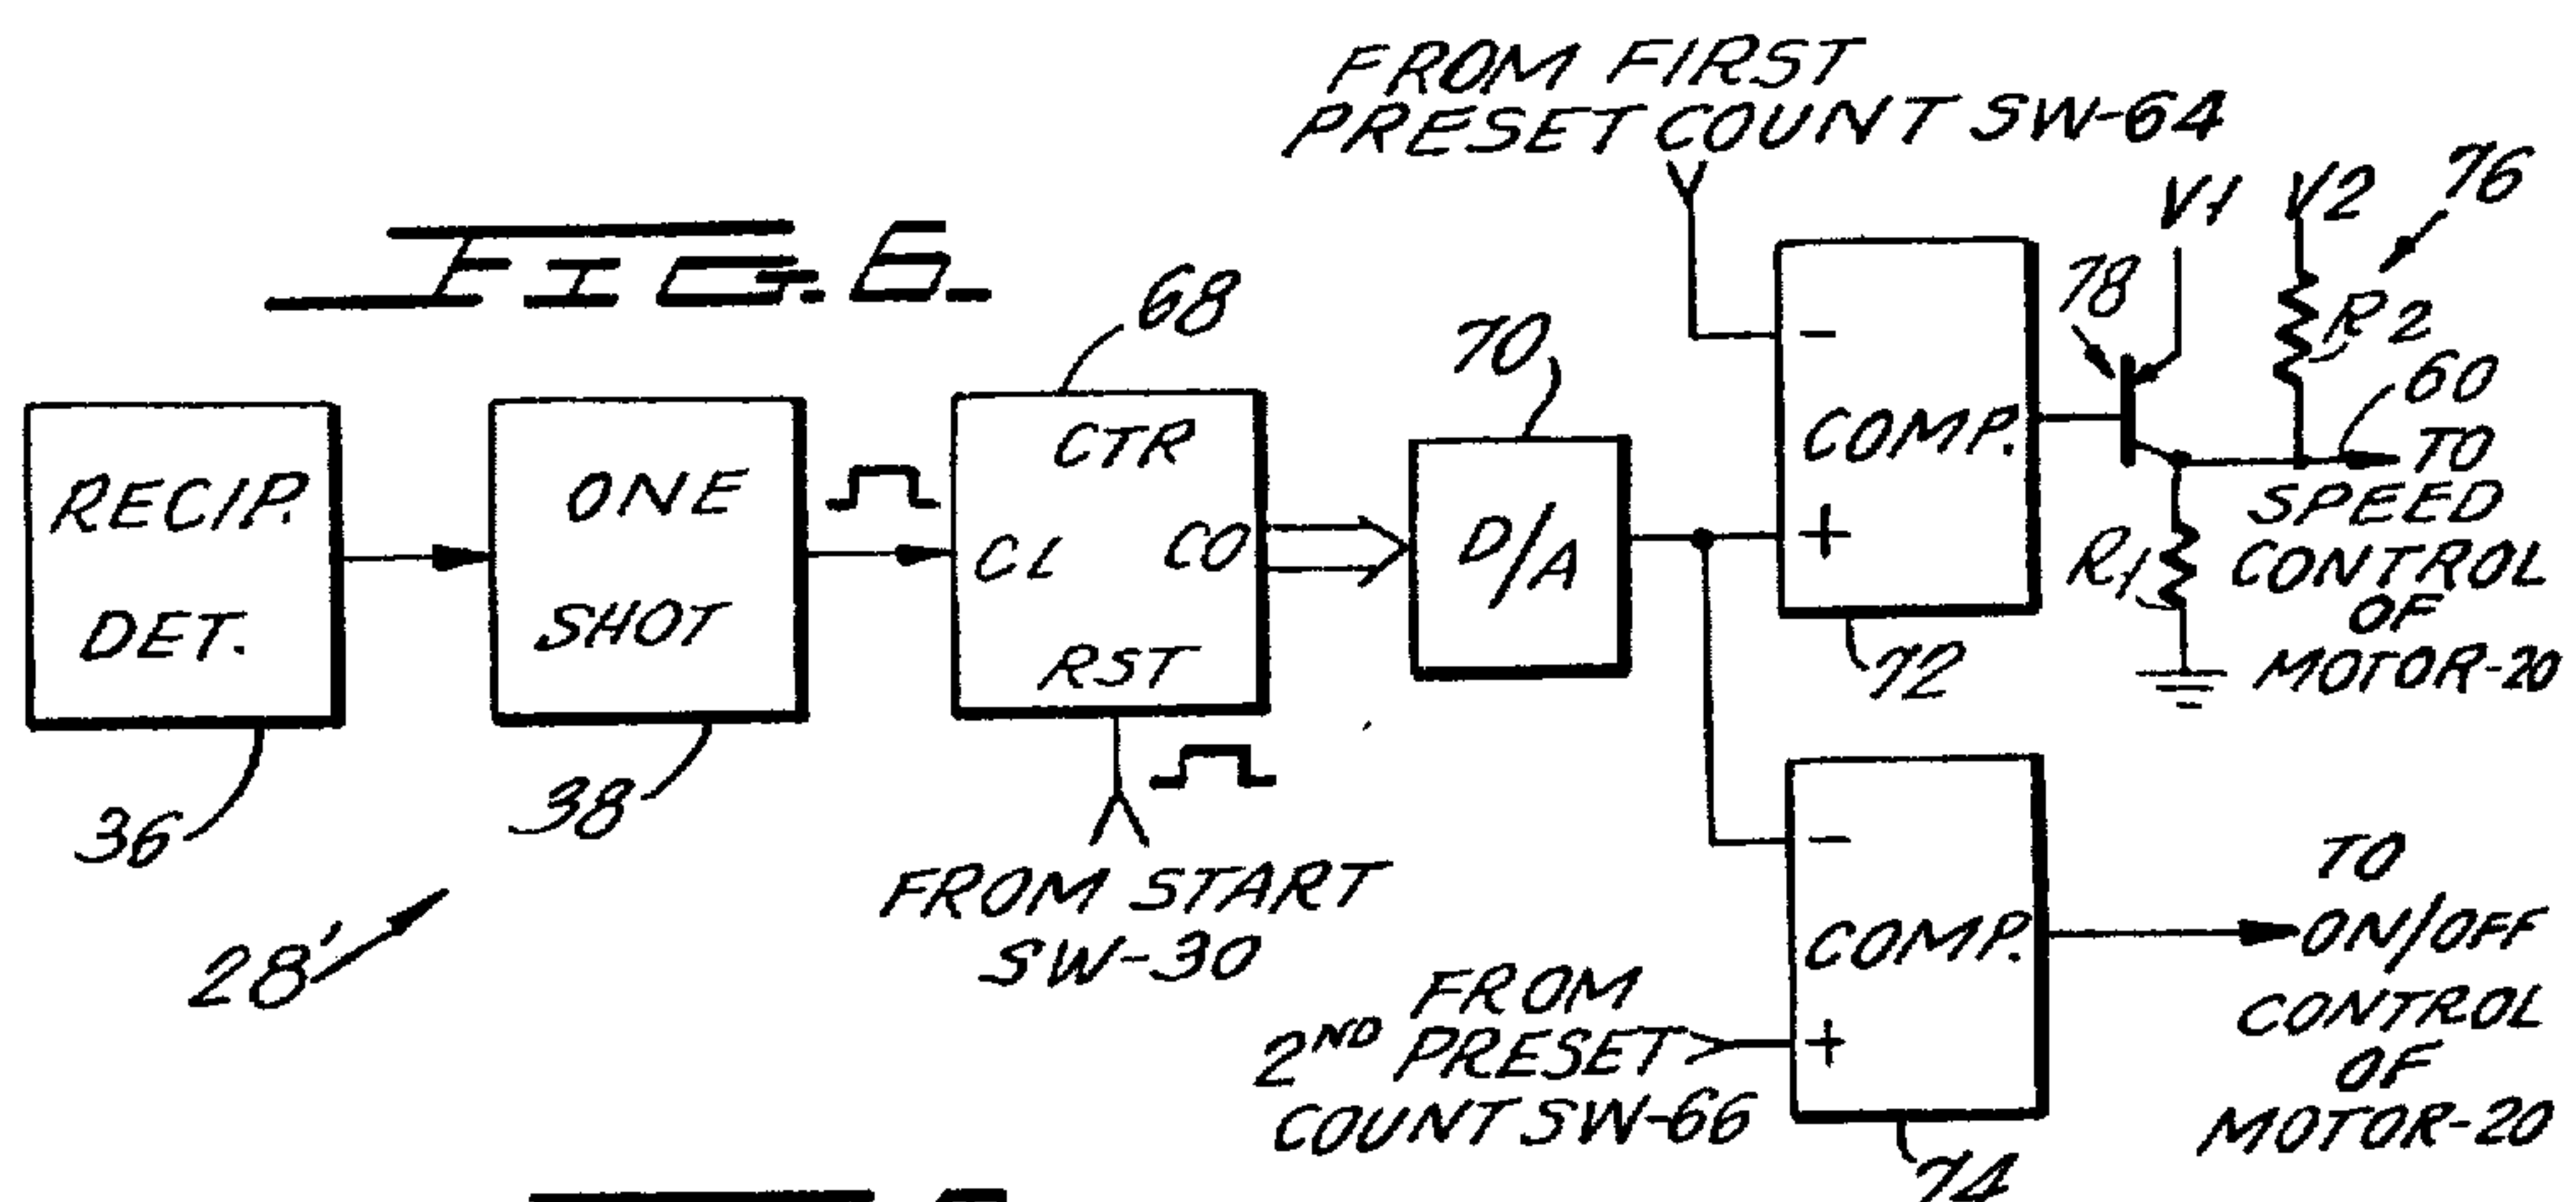 FIG. 6.
FROM FIRST
PRESET COUNT SW-64
V1 V2 76
78
R2
60
TO
SPEED
CONTROL
OF
MOTOR-20
R1
68
70
RECIP.
DET.
36
ONE
SHOT
38
CTR
CL CO
RST
D/A
-
COMP.
+
72
FROM START
SW-30
28'
-
COMP.
+
74
FROM
2ND PRESET
COUNT SW-66
TO
ON/OFF
CONTROL
OF
MOTOR-20